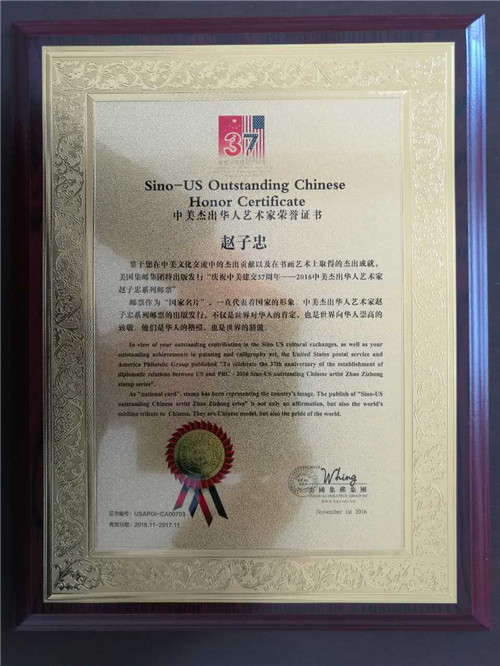 37
Sino-US Outstanding Chinese
Honor Certificate
中美杰出华人艺术家荣誉证书
赵子忠
鉴于您在中美文化交流中的杰出贡献以及在书画艺术上取得的杰出成就,
美国集邮集团特出版发行“庆祝中美建交37周年——2016中美杰出华人艺术家
赵子忠系列邮票”
邮票作为“国家名片”,一直代表着国家的形象。中美杰出华人艺术家赵
子忠系列邮票的出版发行,不仅是世界对华人的肯定,也是世界向华人崇高的
致敬。他们是华人的楷模,也是世界的骄傲。
In view of your outstanding contribution in the Sino US cultural exchanges, as well as your
outstanding achievements in painting and calligraphy art, the United States postal service and
America Philatelic Group published "To celebrate the 37th anniversary of the establishment of
diplomatic relations between US and PRC - 2016 Sino-US outstanding Chinese artist Zhao Zizhong
stamp series".
As "national card", stamp has been representing the country's image. The publish of "Sino-US
outstanding Chinese artist Zhao Zizhong series" is not only an affirmation, but also the world's
sublime tribute to Chinese. They are Chinese model, but also the pride of the world.
美國集郵集團
证书编号: USAPGI-CA00703
November 1st 2016
有效日期: 2016.11-2017.11